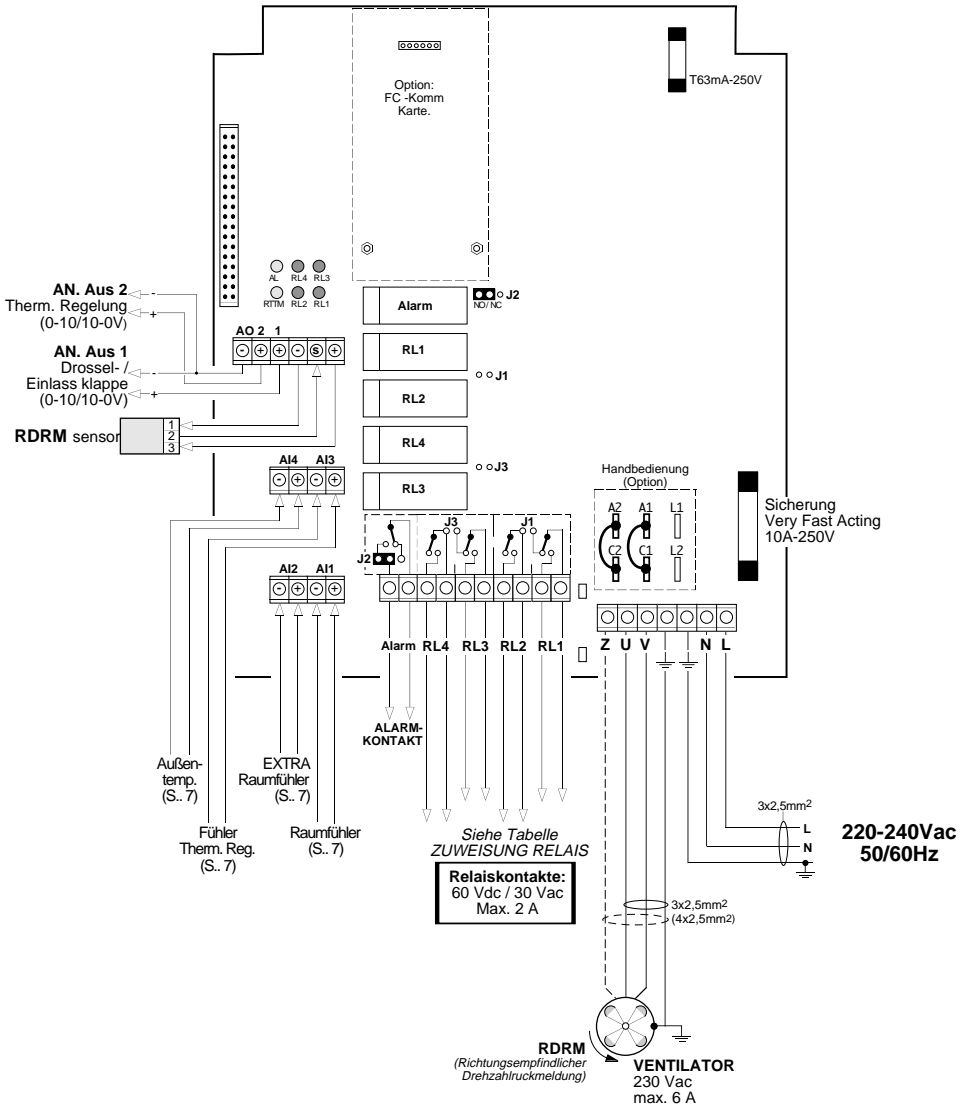 T63mA-250V
Option:
FC -Komm
Karte.
AL RL4 RL3
RTTM RL2 RL1
AN. Aus 2
Therm. Regelung
(0-10/10-0V)
- +
Alarm
NO/ NC
J2
AO 2 1
- + + - S +
RL1
AN. Aus 1
Drossel- /
Einlass klappe
(0-10/10-0V)
- +
J1
RL2
RDRM sensor
1
2
3
RL4
J3
AI4 AI3
- + - +
RL3
Handbedienung
(Option)
A2 A1 L1
C2 C1 L2
Sicherung
Very Fast Acting
10A-250V
J3 J1
J2
AI2 AI1
- + - +
Alarm RL4 RL3 RL2 RL1
Z U V N L
ALARM-
KONTAKT
Außen-
temp.
(S.. 7)
EXTRA
Raumfühler
(S.. 7)
Fühler
Therm. Reg.
(S.. 7)
Raumfühler
(S.. 7)
Siehe Tabelle
ZUWEISUNG RELAIS
Relaiskontakte:
60 Vdc / 30 Vac
Max. 2 A
3x2,5mm2
L
N
220-240Vac
50/60Hz
3x2,5mm2
(4x2,5mm2)
RDRM
(Richtungsempfindlicher
Drehzahlruckmeldung)
VENTILATOR
230 Vac
max. 6 A